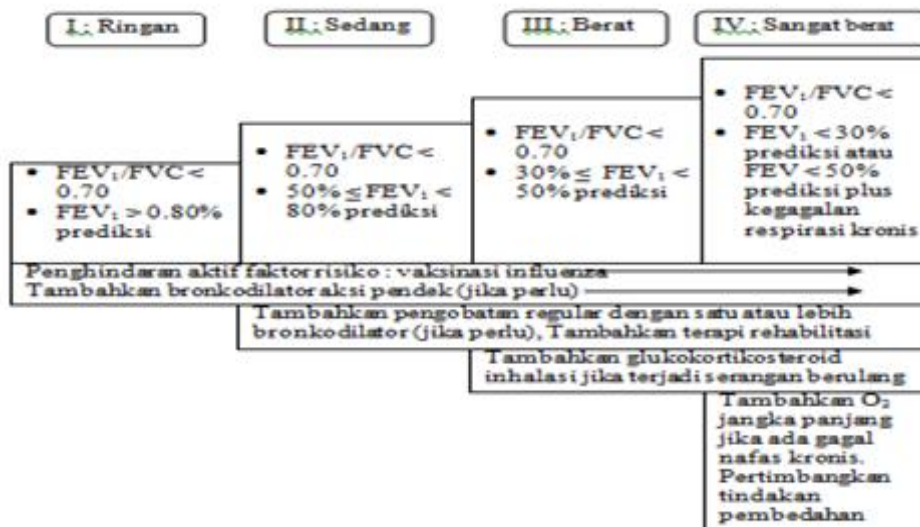 I : Ringan
II : Sedang
III : Berat
IV : Sangat berat
• FEV₁/FVC <
0.70
• FEV₁ > 0.80%
prediksi
• FEV₁/FVC <
0.70
• 50% ≤ FEV₁ <
80% prediksi
• FEV₁/FVC <
0.70
• 30% ≤ FEV₁ <
50% prediksi
• FEV₁/FVC <
0.70
• FEV₁ < 30%
prediksi atau
FEV < 50%
prediksi plus
kegagalan
respirasi kronis
Penghindaran aktif faktor risiko : vaksinasi influenza
Tambahkan bronkodilator aksi pendek (jika perlu)
Tambahkan pengobatan regular dengan satu atau lebih
bronkodilator (jika perlu), Tambahkan terapi rehabilitasi
Tambahkan glukokortikosteroid
inhalasi jika terjadi serangan berulang
Tambahkan O₂
jangka panjang
jika ada gagal
nafas kronis.
Pertimbangkan
tindakan
pembedahan